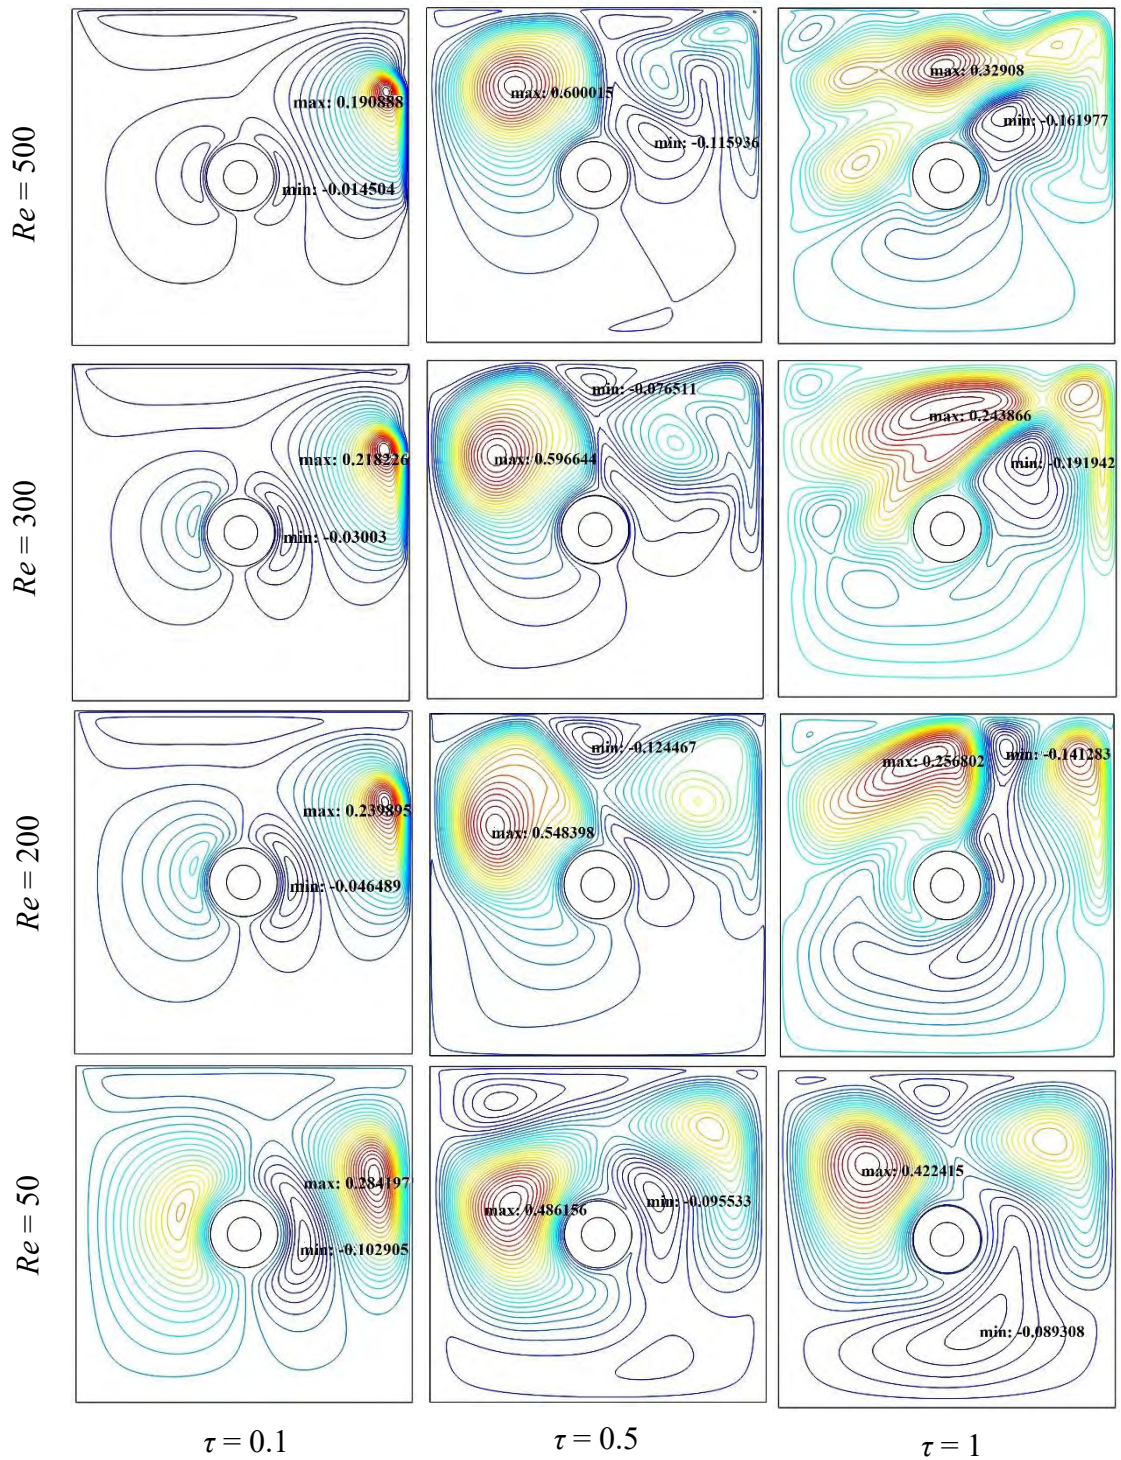 Re = 500
max: 0.190888
min: -0.014504
max: 0.600015
min: -0.115936
max: 0.32908
min: -0.161977
Re = 300
max: 0.218226
min: -0.03003
min: -0.076511
max: 0.596644
max: 0.243866
min: -0.191942
Re = 200
max: 0.239895
min: -0.046489
min: -0.124467
max: 0.548398
max: 0.256802
min: -0.141283
Re = 50
max: 0.284197
min: -0.102905
max: 0.486156
min: -0.095533
max: 0.422415
min: -0.089308
τ = 0.1
τ = 0.5
τ = 1